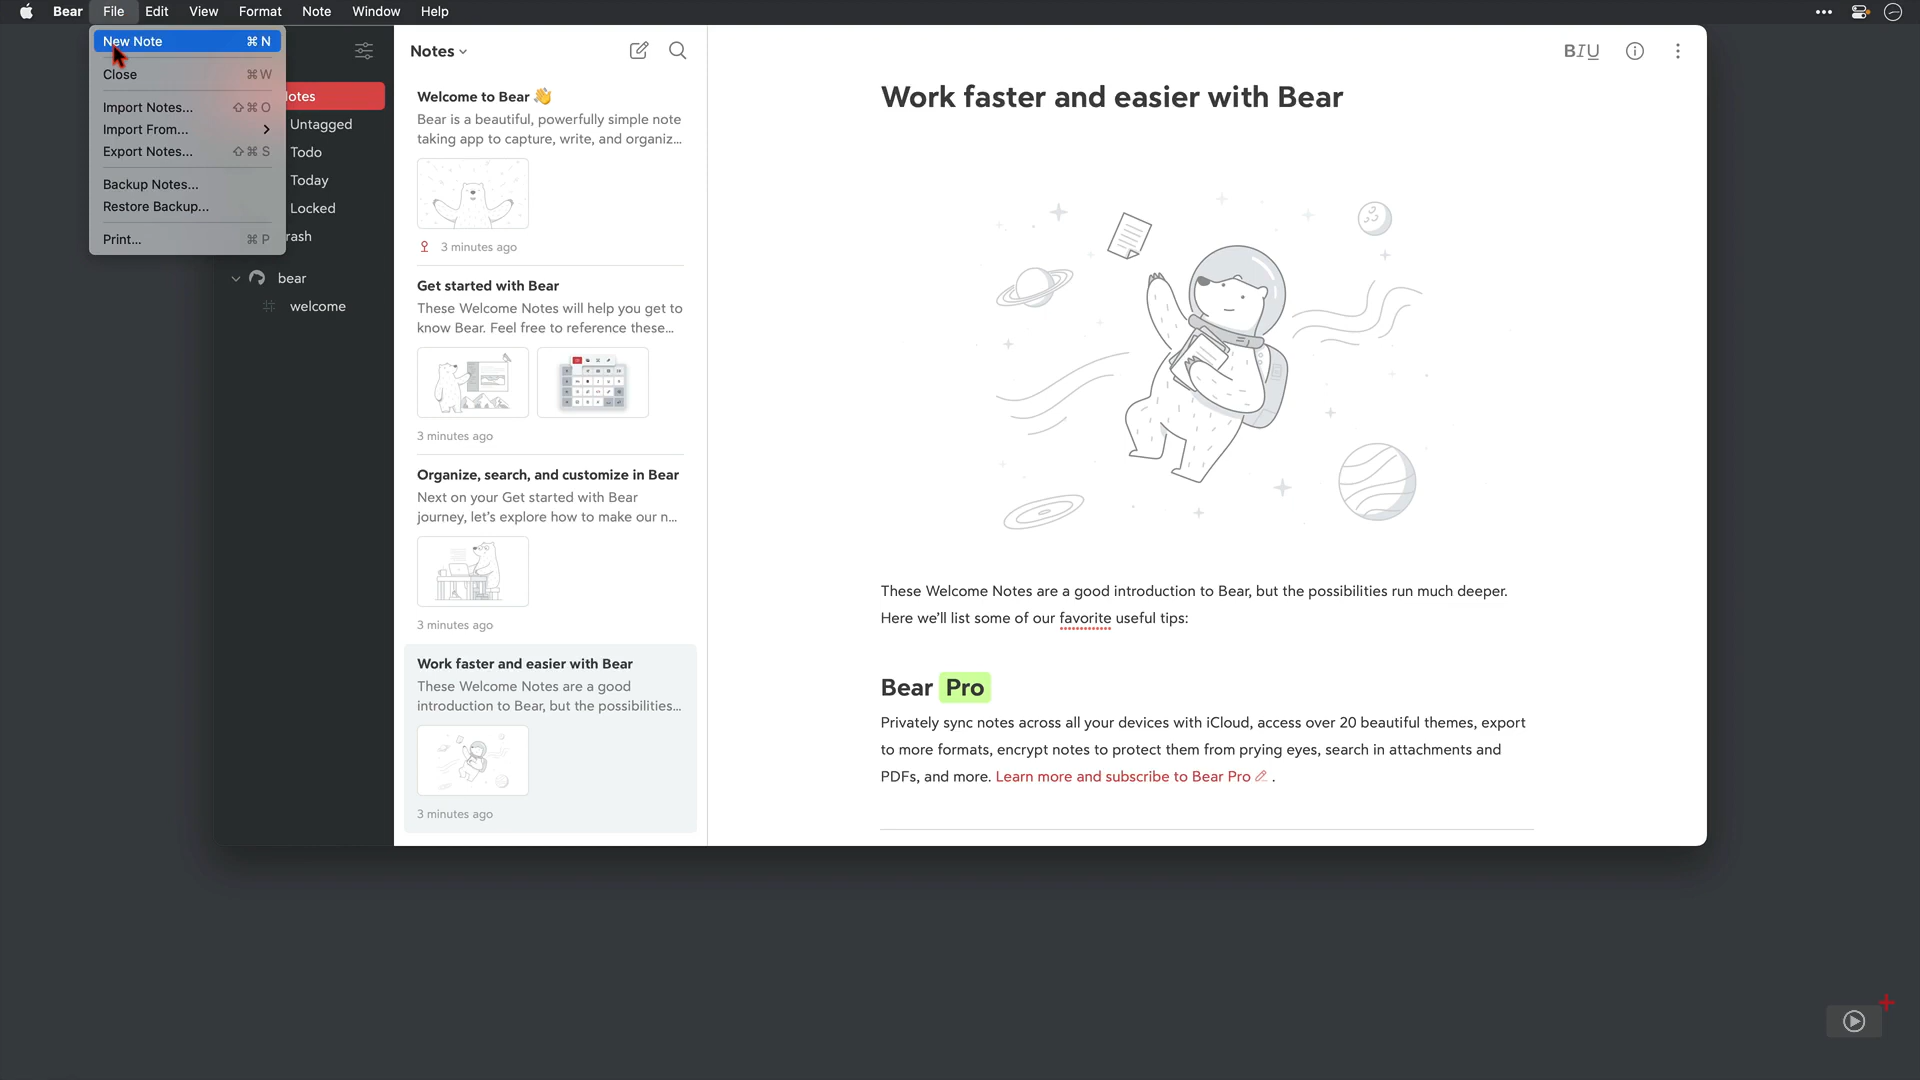 Bear File Edit View Format Note Window Help
New Note ⌘ N
Close ⌘ W
Import Notes... ⇧ ⌘ O
Import From...
Export Notes... ⇧ ⌘ S
Backup Notes...
Restore Backup...
Print... ⌘ P
otes
Untagged
Todo
Today
Locked
rash
bear
welcome
Notes
Welcome to Bear 👋
Bear is a beautiful, powerfully simple note
taking app to capture, write, and organiz...
3 minutes ago
Get started with Bear
These Welcome Notes will help you get to
know Bear. Feel free to reference these...
3 minutes ago
Organize, search, and customize in Bear
Next on your Get started with Bear
journey, let’s explore how to make our n...
3 minutes ago
Work faster and easier with Bear
These Welcome Notes are a good
introduction to Bear, but the possibilities...
3 minutes ago
BIU
Work faster and easier with Bear
These Welcome Notes are a good introduction to Bear, but the possibilities run much deeper.
Here we’ll list some of our favorite useful tips:
Bear Pro
Privately sync notes across all your devices with iCloud, access over 20 beautiful themes, export
to more formats, encrypt notes to protect them from prying eyes, search in attachments and
PDFs, and more. Learn more and subscribe to Bear Pro .